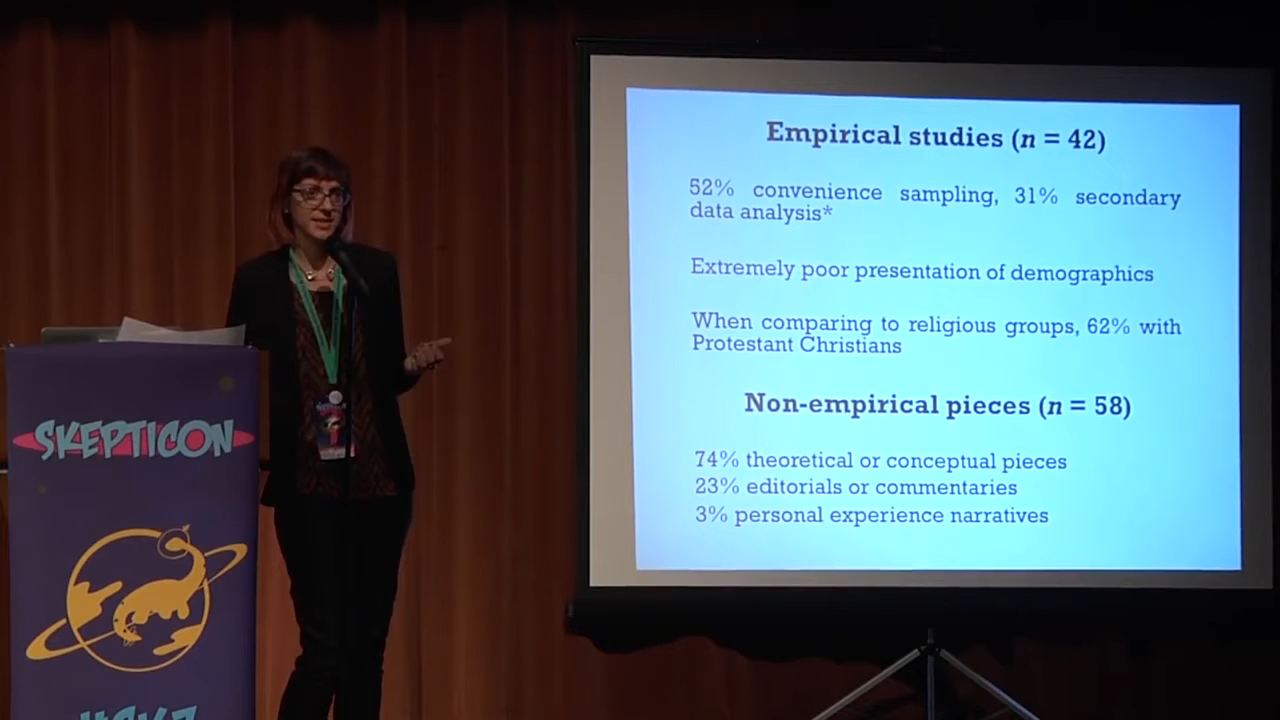 Empirical studies (n = 42)
52% convenience sampling, 31% secondary
data analysis*
Extremely poor presentation of demographics
When comparing to religious groups, 62% with
Protestant Christians
Non-empirical pieces (n = 58)
74% theoretical or conceptual pieces
23% editorials or commentaries
3% personal experience narratives
SKEPTICON